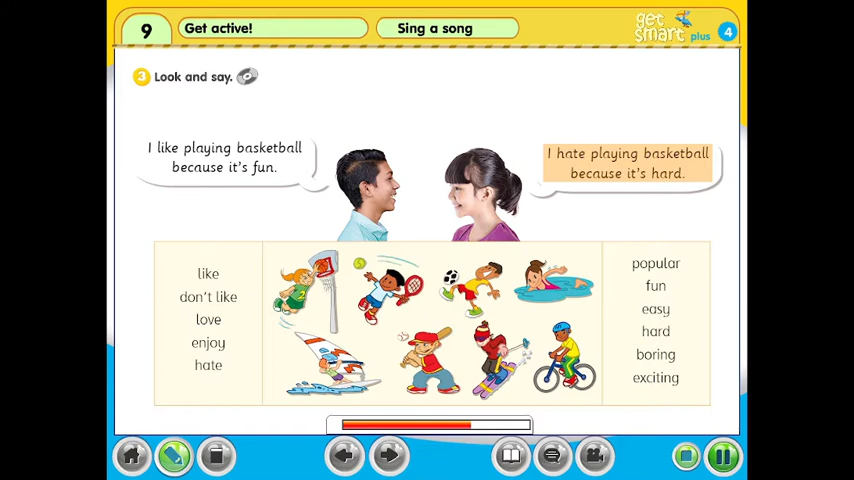 9
Get active!
Sing a song
get
smart plus 4
3 Look and say.
I like playing basketball
because it's fun.
I hate playing basketball
because it's hard.
like
don't like
love
enjoy
hate
2
popular
fun
easy
hard
boring
exciting